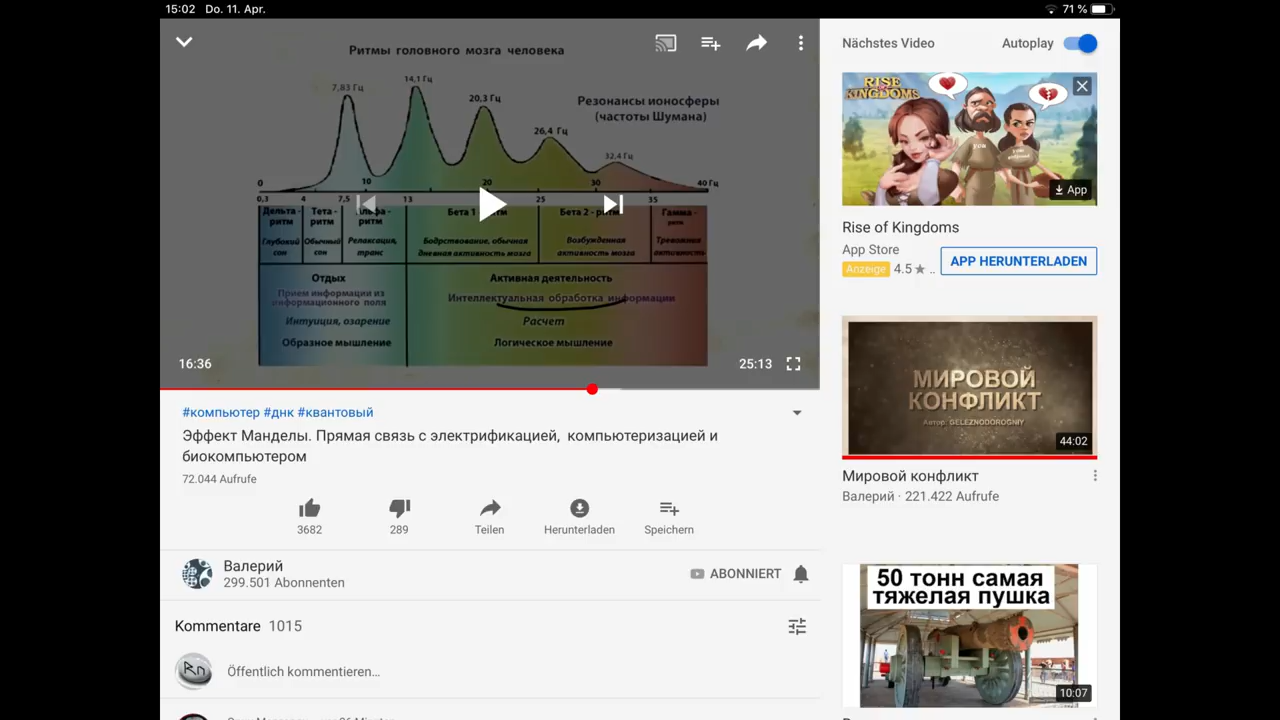 15:02 Do. 11. Apr.
71 %
Ритмы головного мозга человека
7,83 Гц
14,1 Гц
20,3 Гц
26,4 Гц
32,4 Гц
Резонансы ионосферы
(частоты Шумана)
0 10 20 30 40 Гц
0,3 4 7,5 13 25 35
Дельта-ритм
Глубокий сон
Тета-ритм
Обычный сон
Альфа-ритм
Релаксация, транс
Бета 1 ритм
Бодрствование, обычная
дневная активность мозга
Бета 2 - ритм
Возбужденная
активность мозга
Гамма-ритм
Тревожная активность
Отдых
Прием информации из
информационного поля
Интуиция, озарение
Образное мышление
Активная деятельность
Интеллектуальная обработка информации
Расчет
Логическое мышление
16:36
25:13
#компьютер #днк #квантовый
Эффект Манделы. Прямая связь с электрификацией, компьютеризацией и
биокомпьютером
72.044 Aufrufe
3682
289
Teilen
Herunterladen
Speichern
Валерий
299.501 Abonnenten
ABONNIERT
Kommentare 1015
Rn
Öffentlich kommentieren...
Nächstes Video
Autoplay
RISE OF
KINGDOMS
App
Rise of Kingdoms
App Store
Anzeige 4.5 ★ ..
APP HERUNTERLADEN
МИРОВОЙ
КОНФЛИКТ
Автор: GELEZNODOROGNIY
44:02
Мировой конфликт
Валерий · 221.422 Aufrufe
50 тонн самая
тяжелая пушка
10:07